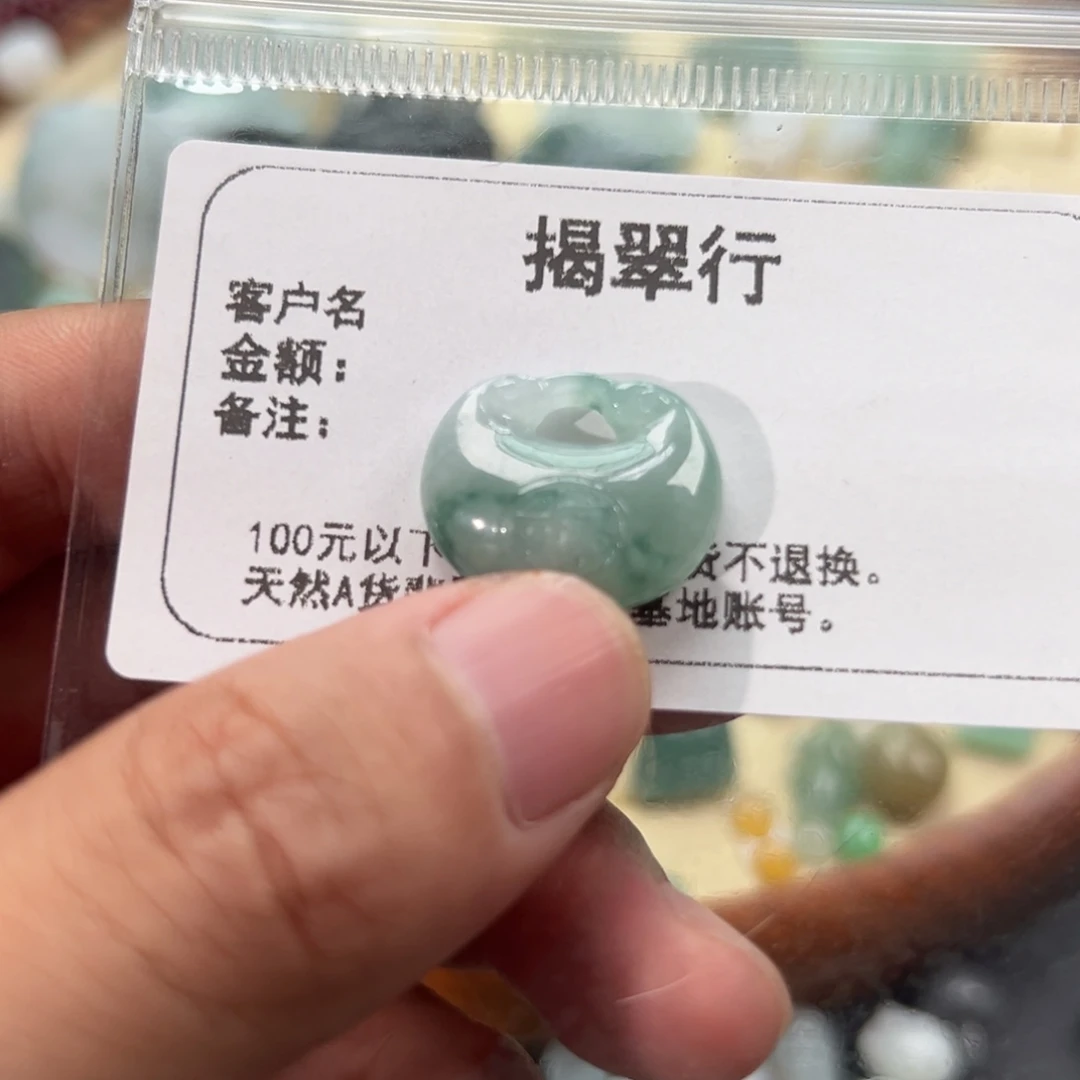 揭翠行
客户名
金额：
备注：
100元以下 不退换。
天然A货 基地账号。